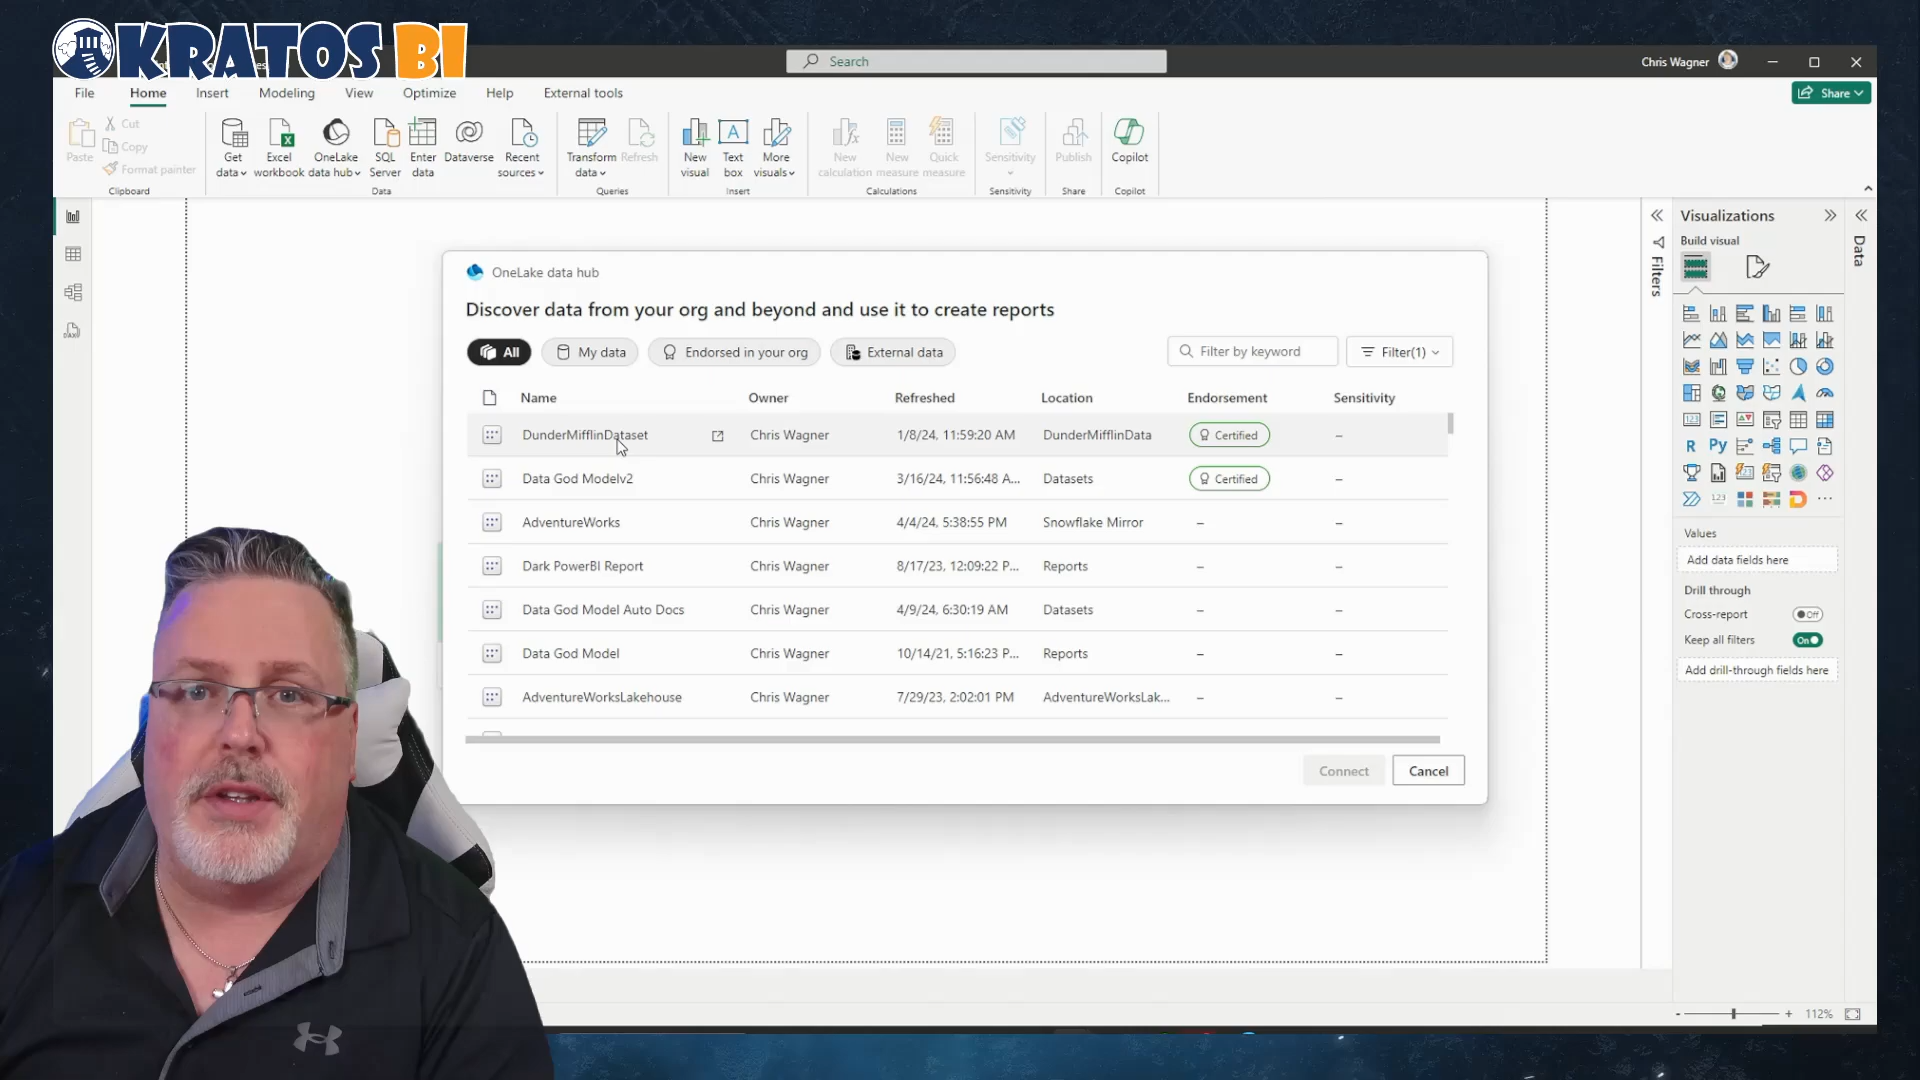 KRATOS BI
Search
Chris Wagner
File Home Insert Modeling View Optimize Help External tools
Share
Paste
Cut
Copy
Format painter
Clipboard
Get data
Excel workbook
OneLake data hub
SQL Server
Enter data
Dataverse
Recent sources
Data
Transform data
Refresh
Queries
New visual
Text box
More visuals
Insert
New calculation
New measure
Quick measure
Calculations
Sensitivity
Sensitivity
Publish
Share
Copilot
Copilot
OneLake data hub
Discover data from your org and beyond and use it to create reports
All My data Endorsed in your org External data Filter by keyword Filter(1)
Name Owner Refreshed Location Endorsement Sensitivity
DunderMifflinDataset Chris Wagner 1/8/24, 11:59:20 AM DunderMifflinData Certified –
Data God Modelv2 Chris Wagner 3/16/24, 11:56:48 A... Datasets Certified –
AdventureWorks Chris Wagner 4/4/24, 5:38:55 PM Snowflake Mirror – –
Dark PowerBI Report Chris Wagner 8/17/23, 12:09:22 P... Reports – –
Data God Model Auto Docs Chris Wagner 4/9/24, 6:30:19 AM Datasets – –
Data God Model Chris Wagner 10/14/21, 5:16:23 P... Reports – –
AdventureWorksLakehouse Chris Wagner 7/29/23, 2:02:01 PM AdventureWorksLak... – –
Connect Cancel
Filters
Visualizations
Build visual
R Py
123
Values
Add data fields here
Drill through
Cross-report Off
Keep all filters On
Add drill-through fields here
Data
- + 112%